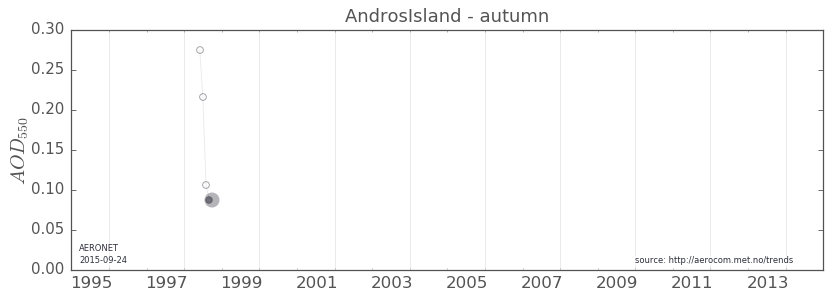 AndrosIsland - autumn
0.30
0.25
0.20
0.15
0.10
0.05
0.00
AOD550
AERONET
2015-09-24
source: http://aerocom.met.no/trends
1995 1997 1999 2001 2003 2005 2007 2009 2011 2013